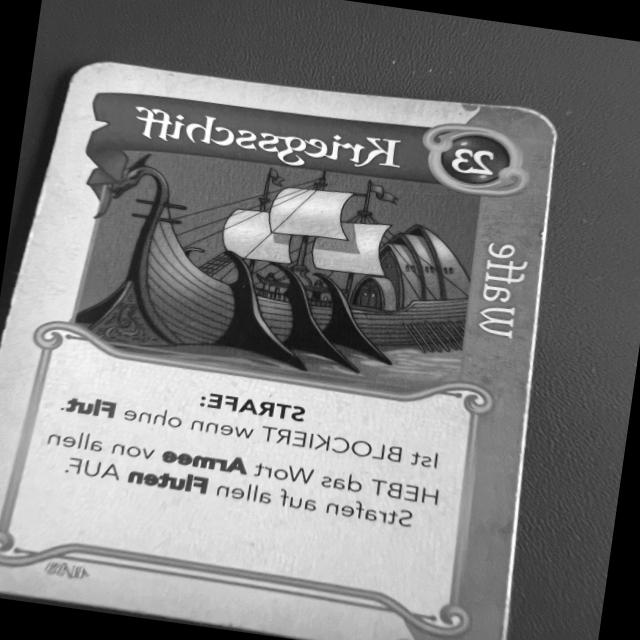 Kriegsschiff
23
Waffe
STRAFE:
Ist BLOCKIERT wenn ohne Flut.
HEBT das Wort Armee von allen
Strafen auf allen Fluten AUF.